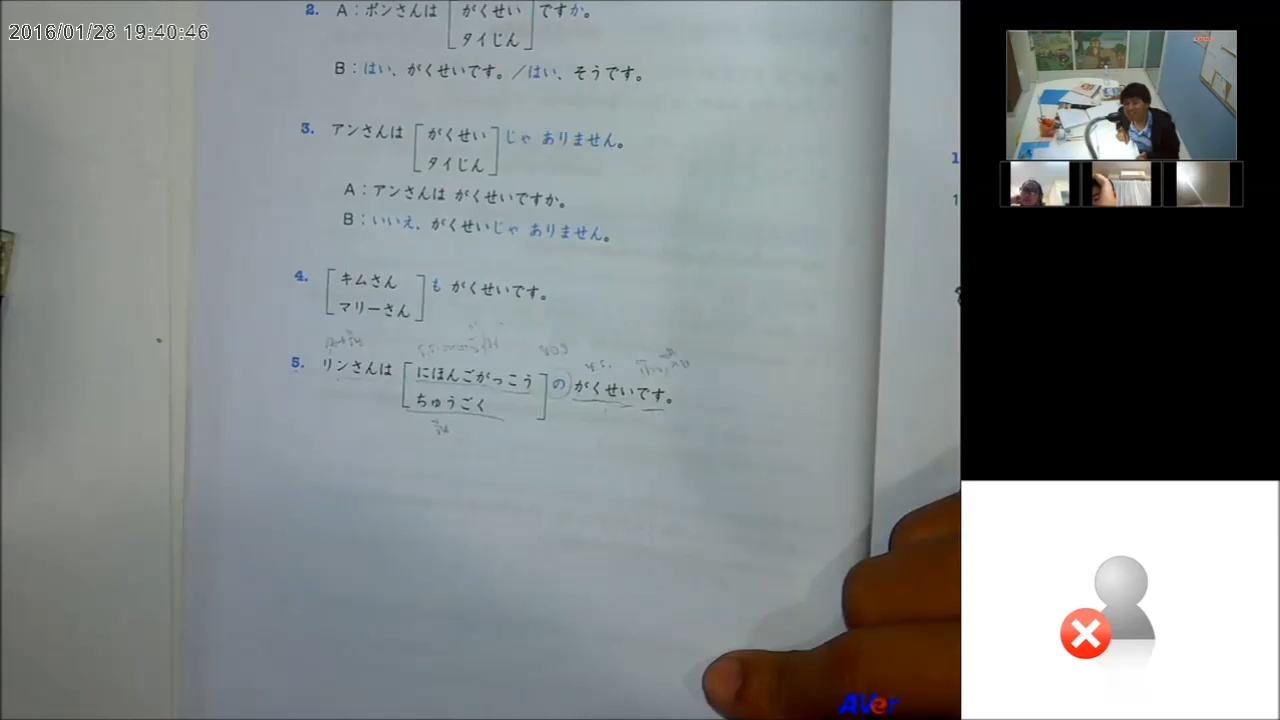 2016/01/28 19:40:46
2. A：ポンさんは [がくせい] ですか。
[タイじん]
B：はい、がくせいです。／はい、そうです。
3. アンさんは [がくせい] じゃ ありません。
[タイじん]
A：アンさんは がくせいですか。
B：いいえ、がくせいじゃ ありません。
4. [キムさん] も がくせいです。
[マリーさん]
5. リンさんは [にほんごがっこう] の がくせいです。
[ちゅうごく]
AVer